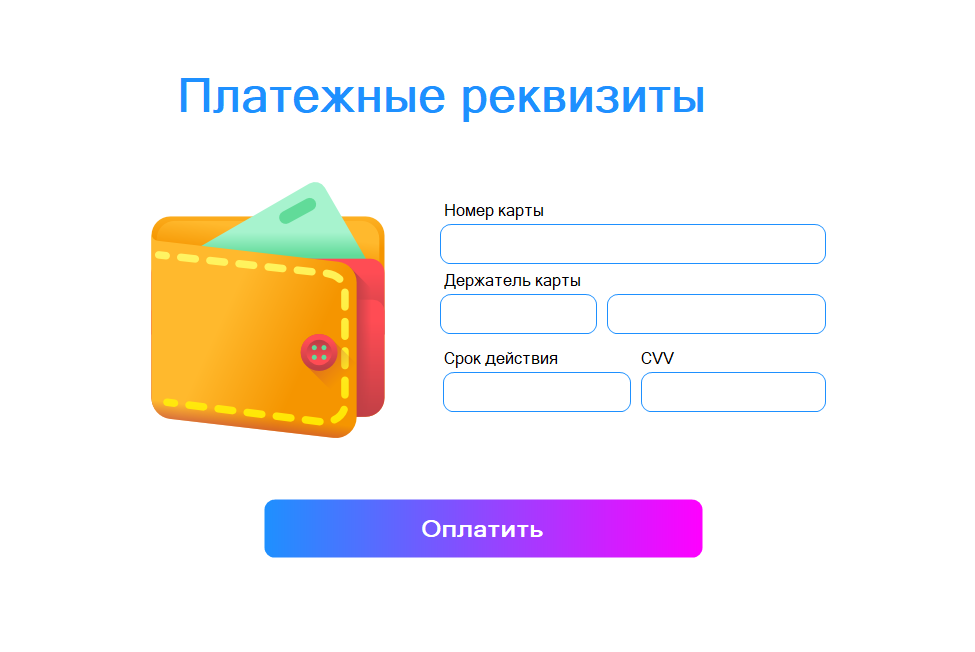 Платежные реквизиты
Номер карты
Держатель карты
Срок действия CVV
Оплатить